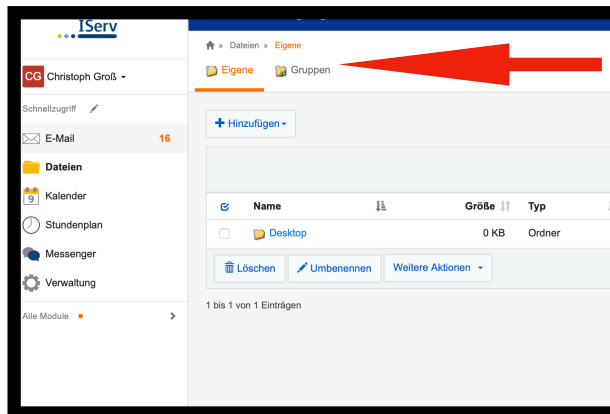 IServ
» Dateien » Eigene
Eigene Gruppen
CG Christoph Groß
Schnellzugriff
E-Mail 16
Dateien
9 Kalender
Stundenplan
Messenger
Verwaltung
Alle Module
Hinzufügen
Name Größe Typ
Desktop 0 KB Ordner
Löschen Umbenennen Weitere Aktionen
1 bis 1 von 1 Einträgen